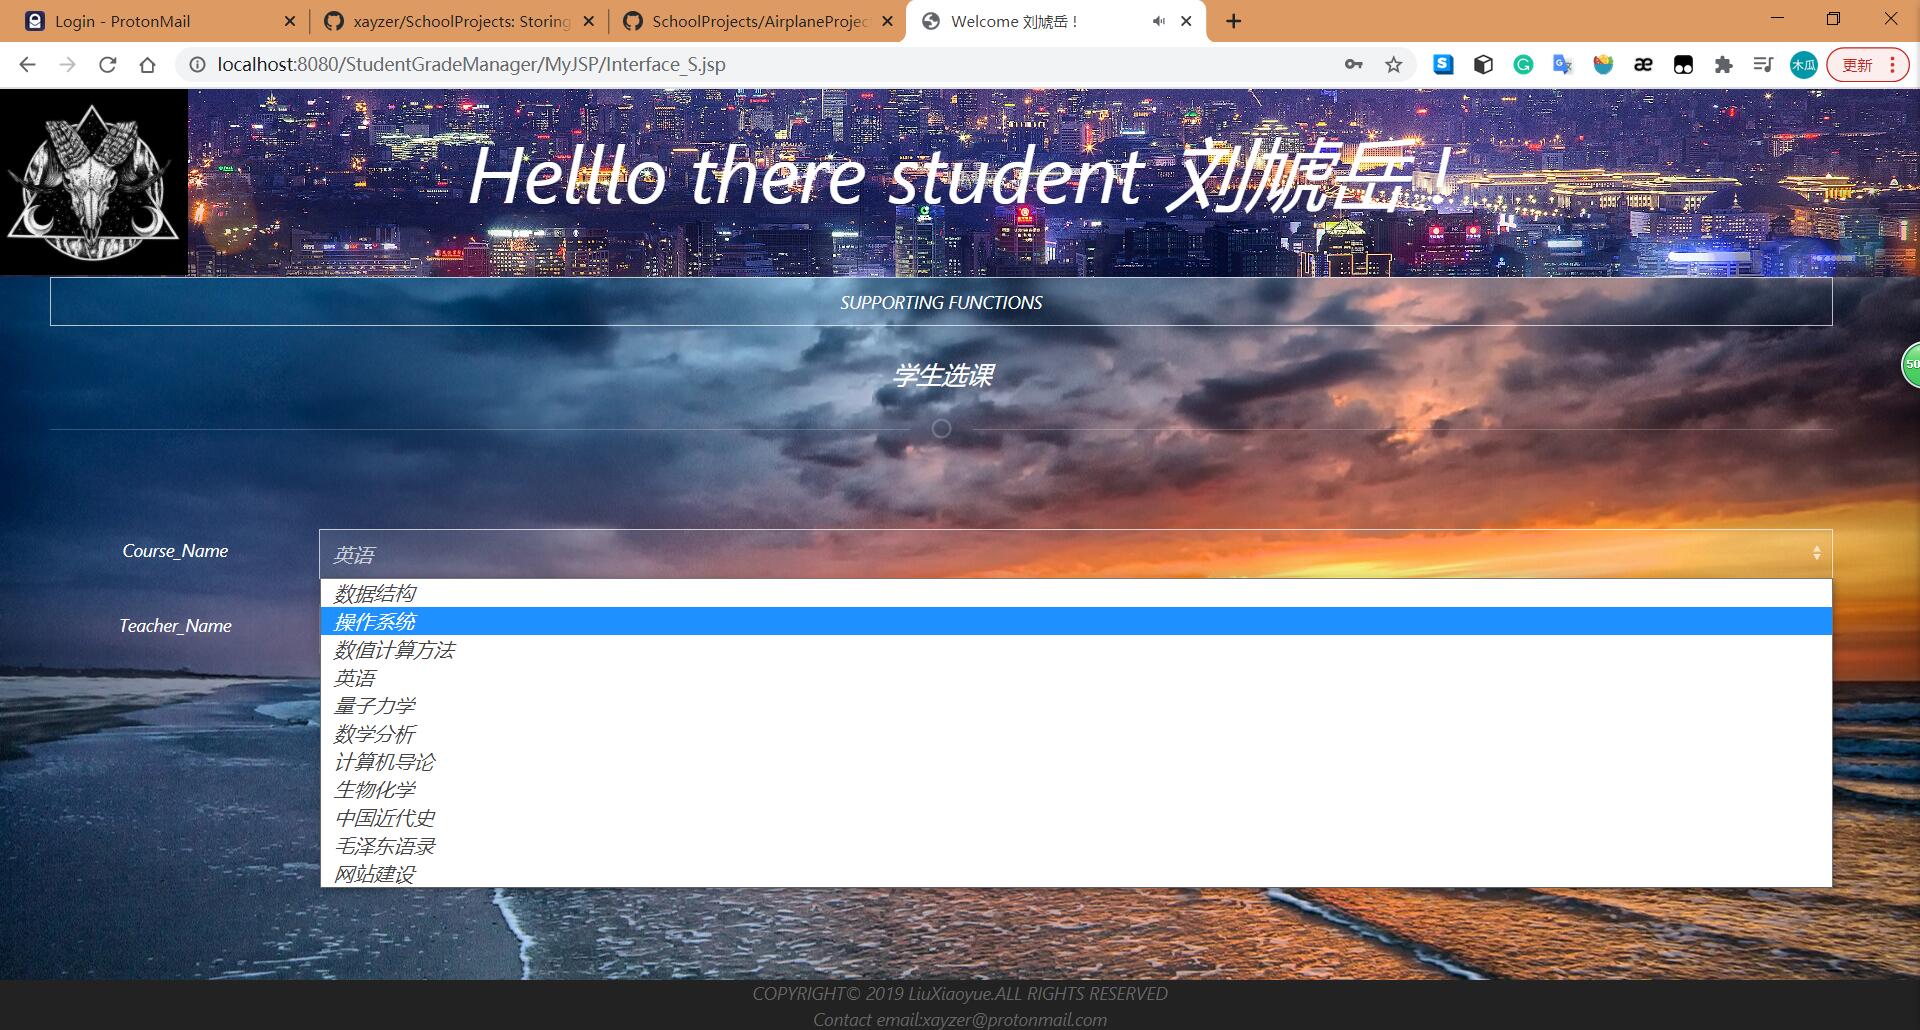 Login - ProtonMail
xayzer/SchoolProjects: Storing
SchoolProjects/AirplaneProjec
Welcome 刘虓岳 !
localhost:8080/StudentGradeManager/MyJSP/Interface_S.jsp
木瓜
更新
Helllo there student 刘虓岳 !
SUPPORTING FUNCTIONS
50
学生选课
Course_Name
英语
数据结构
操作系统
Teacher_Name
数值计算方法
英语
量子力学
数学分析
计算机导论
生物化学
中国近代史
毛泽东语录
网站建设
COPYRIGHT© 2019 LiuXiaoyue.ALL RIGHTS RESERVED
Contact email:xayzer@protonmail.com